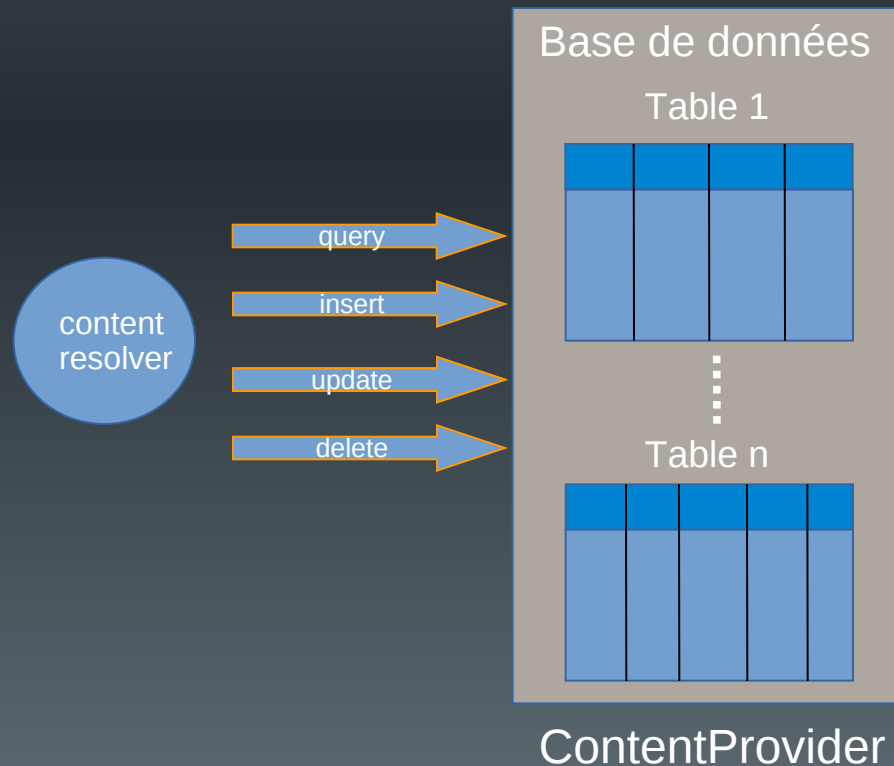 Base de données
Table 1
query
insert
content
resolver
update
delete
Table n
ContentProvider